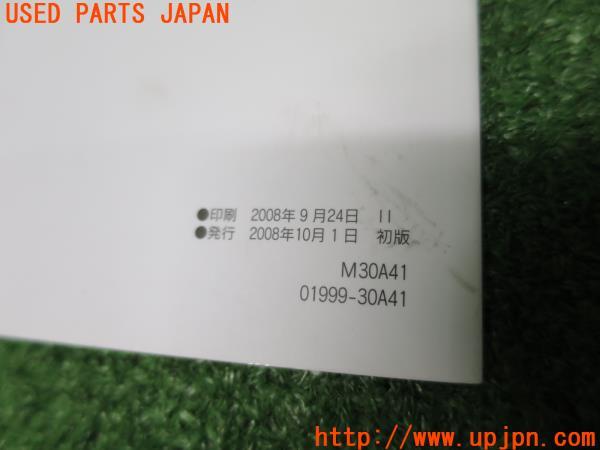 USED PARTS JAPAN
●印刷 2008年9月24日 II
●発行 2008年10月1日 初版
M30A41
01999-30A41
http://www.upjpn.com/